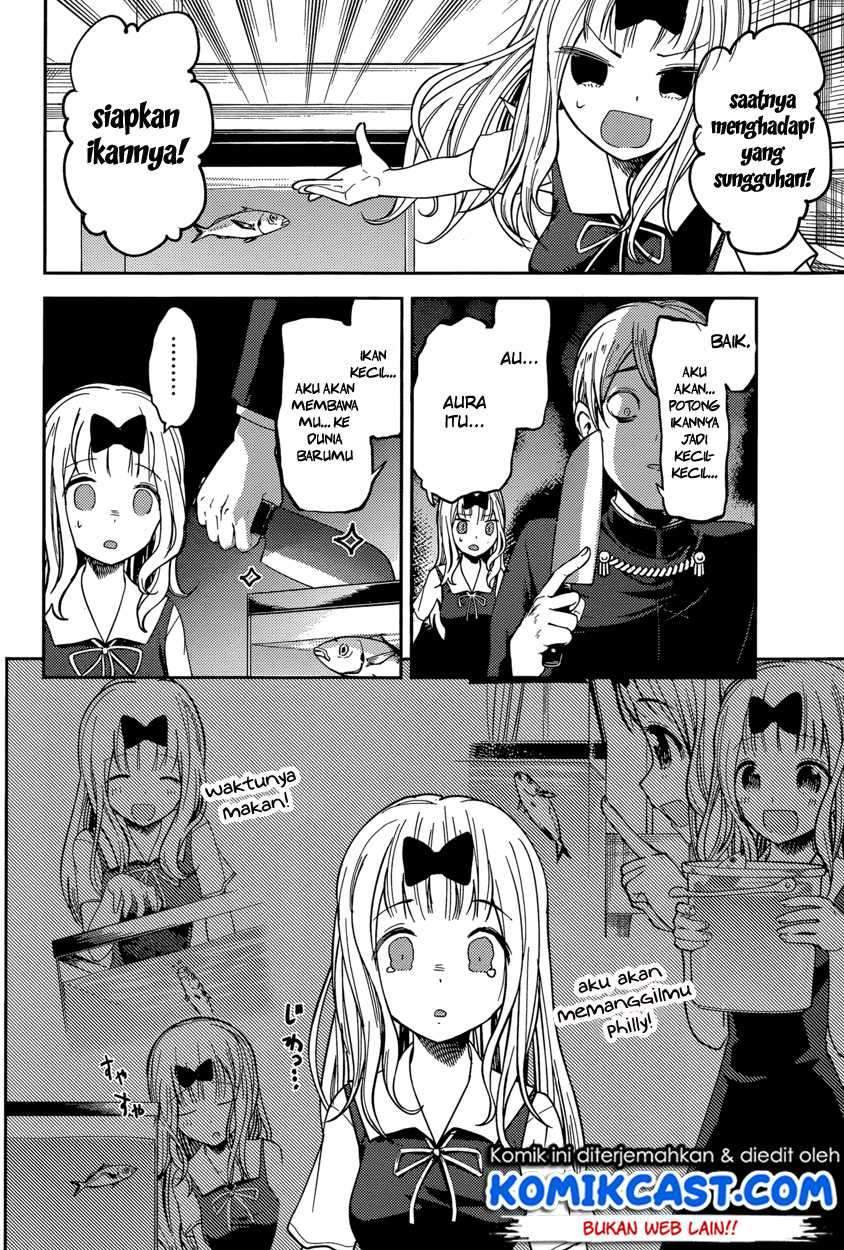 saatnya
menghadapi
yang
sungguhan!
siapkan
ikannya!
BAIK,
AKU
AKAN...
POTONG
IKANNYA
JADI
KECIL-
KECIL...
AU...
AURA
ITU...
IKAN
KECIL...
AKU AKAN
MEMBAWA
MU... KE
DUNIA
BARUMU
........
waktunya
makan!
aku akan
memanggilmu
philly!
じわっ…
すやすや
Komik ini diterjemahkan & diedit oleh
KOMIKCAST.COM
BUKAN WEB LAIN!!